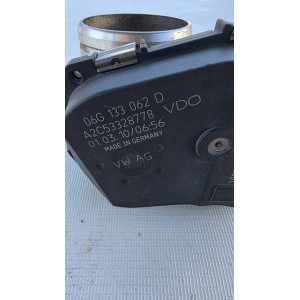 06G 133 062 D
A2C53328778 VDO
01.03.10/06:56
MADE IN GERMANY
VW AG